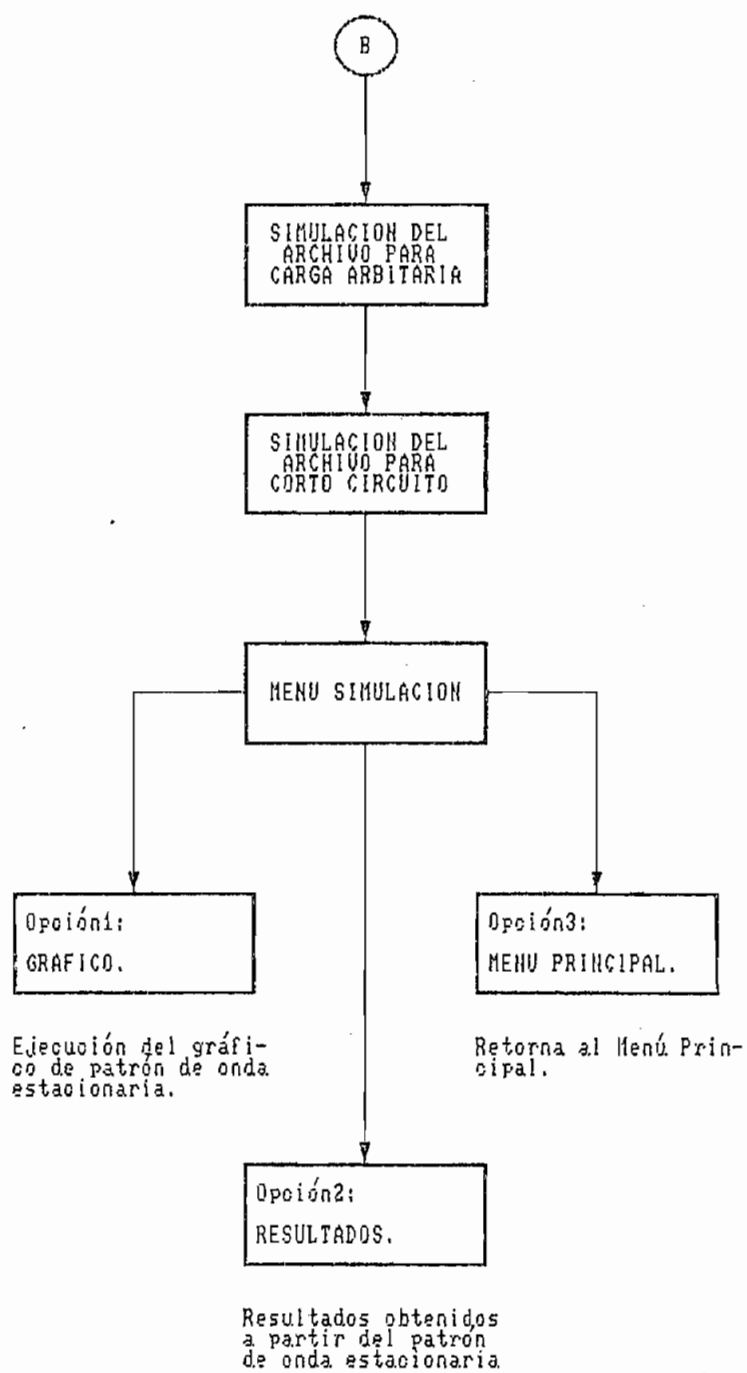 B
SIMULACION DEL
ARCHIVO PARA
CARGA ARBITARIA
SIMULACION DEL
ARCHIVO PARA
CORTO CIRCUITO
MENU SIMULACION
Opción1:
GRAFICO.
Ejecución del gráfi-
co de patrón de onda
estacionaria.
Opción3:
MENU PRINCIPAL.
Retorna al Menú Prin-
cipal.
Opción2:
RESULTADOS.
Resultados obtenidos
a partir del patrón
de onda estacionaria